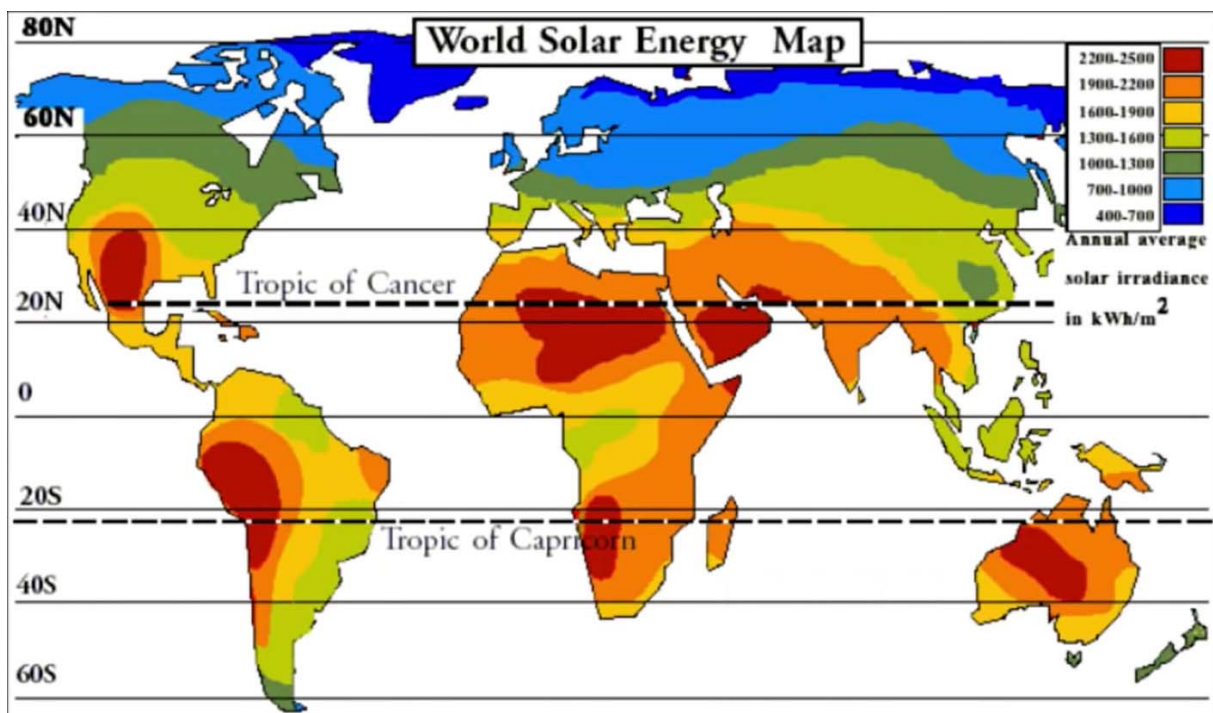 World Solar Energy Map
80N
60N
40N
20N
0
20S
40S
60S
Tropic of Cancer
Tropic of Capricorn
2200-2500
1900-2200
1600-1900
1300-1600
1000-1300
700-1000
400-700
Annual average
solar irradiance
in kWh/m²